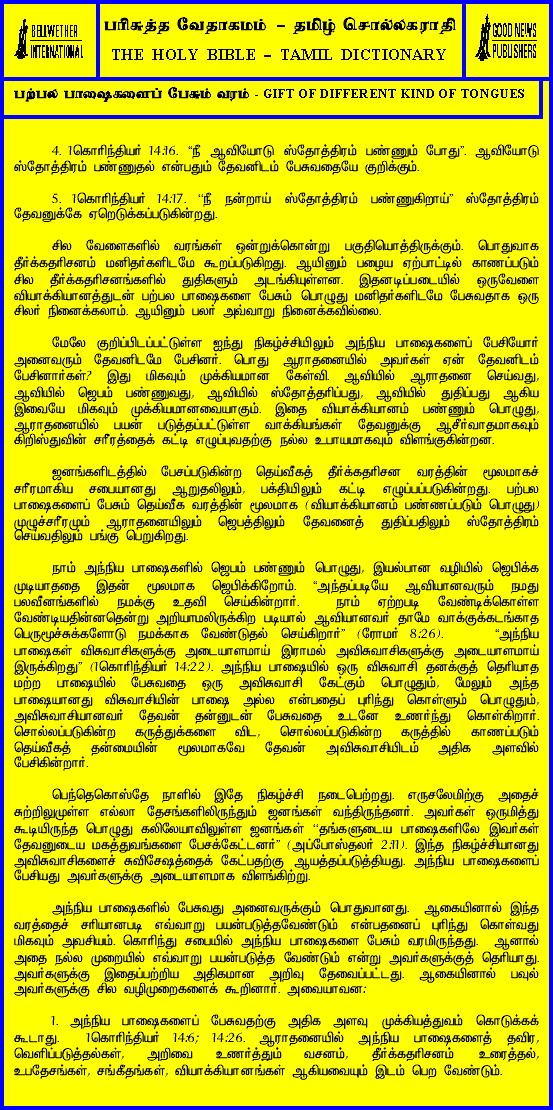 BELLWETHER
INTERNATIONAL
பரிசுத்த வேதாகமம் – தமிழ் சொல்லகராதி
THE HOLY BIBLE – TAMIL DICTIONARY
GOOD NEWS
PUBLISHERS
பற்பல பாஷைகளைப் பேசும் வரம் - GIFT OF DIFFERENT KIND OF TONGUES
4. 1கொரிந்தியர் 14:16. “நீ ஆவியோடு ஸ்தோத்திரம் பண்ணும் போது”. ஆவியோடு
ஸ்தோத்திரம் பண்ணுதல் என்பதும் தேவனிடம் பேசுவதையே குறிக்கும்.
5. 1கொரிந்தியர் 14:17. “நீ நன்றாய் ஸ்தோத்திரம் பண்ணுகிறாய்” ஸ்தோத்திரம்
தேவனுக்கே ஏறெடுக்கப்படுகின்றது.
சில வேளைகளில் வரங்கள் ஒன்றுக்கொன்று பகுதியொத்திருக்கும். பொதுவாக
தீர்க்கதரிசனம் மனிதர்களிடமே கூறப்படுகிறது. ஆயினும் பழைய ஏற்பாட்டில் காணப்படும்
சில தீர்க்கதரிசனங்களில் துதிகளும் அடங்கியுள்ளன. இதனடிப்படையில் ஒருவேளை
வியாக்கியானத்துடன் பற்பல பாஷைகளை பேசும் பொழுது மனிதர்களிடமே பேசுவதாக ஒரு
சிலர் நினைக்கலாம். ஆயினும் பலர் அவ்வாறு நினைக்கவில்லை.
மேலே குறிப்பிடப்பட்டுள்ள ஐந்து நிகழ்ச்சியிலும் அந்நிய பாஷைகளைப் பேசியோர்
அனைவரும் தேவனிடமே பேசினர். பொது ஆராதனையில் அவர்கள் ஏன் தேவனிடம்
பேசினார்கள்? இது மிகவும் முக்கியமான கேள்வி. ஆவியில் ஆராதனை செய்வது,
ஆவியில் ஜெபம் பண்ணுவது, ஆவியில் ஸ்தோத்தரிப்பது, ஆவியில் துதிப்பது ஆகிய
இவையே மிகவும் முக்கியமானவையாகும். இதை வியாக்கியானம் பண்ணும் பொழுது,
ஆராதனையில் பயன் படுத்தப்பட்டுள்ள வாக்கியங்கள் தேவனுக்கு ஆசீர்வாதமாகவும்
கிறிஸ்துவின் சரீரத்தைக் கட்டி எழுப்புவதற்கு நல்ல உபாயமாகவும் விளங்குகின்றன.
ஜனங்களிடத்தில் பேசப்படுகின்ற தெய்வீகத் தீர்க்கதரிசன வரத்தின் மூலமாகச்
சரீரமாகிய சபையானது ஆறுதலிலும், பக்தியிலும் கட்டி எழுப்பப்படுகின்றது. பற்பல
பாஷைகளைப் பேசும் தெய்வீக வரத்தின் மூலமாக (வியாக்கியானம் பண்ணப்படும் பொழுது)
முழுச்சரீரமும் ஆராதனையிலும் ஜெபத்திலும் தேவனைத் துதிப்பதிலும் ஸ்தோத்திரம்
செய்வதிலும் பங்கு பெறுகிறது.
நாம் அந்நிய பாஷைகளில் ஜெபம் பண்ணும் பொழுது, இயல்பான வழியில் ஜெபிக்க
முடியாததை இதன் மூலமாக ஜெபிக்கிறோம். “அந்தப்படியே ஆவியானவரும் நமது
பலவீனங்களில் நமக்கு உதவி செய்கின்றார். நாம் ஏற்றபடி வேண்டிக்கொள்ள
வேண்டியதின்னதென்று அறியாமலிருக்கிற படியால் ஆவியானவர் தாமே வாக்குக்கடங்காத
பெருமூச்சுக்களோடு நமக்காக வேண்டுதல் செய்கிறார்” (ரோமர் 8:26). “அந்நிய
பாஷைகள் விசுவாசிகளுக்கு அடையாளமாய் இராமல் அவிசுவாசிகளுக்கு அடையாளமாய்
இருக்கிறது” (1கொரிந்தியர் 14:22). அந்நிய பாஷையில் ஒரு விசுவாசி தனக்குத் தெரியாத
மற்ற பாஷையில் பேசுவதை ஒரு அவிசுவாசி கேட்கும் பொழுதும், மேலும் அந்த
பாஷையானது விசுவாசியின் பாஷை அல்ல என்பதைப் புரிந்து கொள்ளும் பொழுதும்,
அவிசுவாசியானவர் தேவன் தன்னுடன் பேசுவதை உடனே உணர்ந்து கொள்கிறார்.
சொல்லப்படுகின்ற கருத்துக்களை விட, சொல்லப்படுகின்ற கருத்தில் காணப்படும்
தெய்வீகத் தன்மையின் மூலமாகவே தேவன் அவிசுவாசியிடம் அதிக அளவில்
பேசிகின்றார்.
பெந்தெகொஸ்தே நாளில் இதே நிகழ்ச்சி நடைபெற்றது. எருசலேமிற்கு அதைச்
சுற்றிலுமுள்ள எல்லா தேசங்களிலிருந்தும் ஜனங்கள் வந்திருந்தனர். அவர்கள் ஒருமித்து
கூடியிருந்த பொழுது கலிலேயாவிலுள்ள ஜனங்கள் “தங்களுடைய பாஷைகளிலே இவர்கள்
தேவனுடைய மகத்துவங்களை பேசக்கேட்டனர்” (அப்போஸ்தலர் 2:11). இந்த நிகழ்ச்சியானது
அவிசுவாசிகளைச் சுவிசேஷத்தைக் கேட்பதற்கு ஆயத்தப்படுத்தியது. அந்நிய பாஷைகளைப்
பேசியது அவர்களுக்கு அடையாளமாக விளங்கிற்று.
அந்நிய பாஷைகளில் பேசுவது அனைவருக்கும் பொதுவானது. ஆகையினால் இந்த
வரத்தைச் சரியானபடி எவ்வாறு பயன்படுத்தவேண்டும் என்பதனைப் புரிந்து கொள்வது
மிகவும் அவசியம். கொரிந்து சபையில் அந்நிய பாஷைகளை பேசும் வரமிருந்தது. ஆனால்
அதை நல்ல முறையில் எவ்வாறு பயன்படுத்த வேண்டும் என்று அவர்களுக்குத் தெரியாது.
அவர்களுக்கு இதைப்பற்றிய அதிகமான அறிவு தேவைப்பட்டது. ஆகையினால் பவுல்
அவர்களுக்கு சில வழிமுறைகளைக் கூறினார். அவையாவன:
1. அந்நிய பாஷைகளைப் பேசுவதற்கு அதிக அளவு முக்கியத்துவம் கொடுக்கக்
கூடாது. 1கொரிந்தியர் 14:6; 14:26. ஆராதனையில் அந்நிய பாஷைகளைத் தவிர,
வெளிப்படுத்தல்கள், அறிவை உணர்த்தும் வசனம், தீர்க்கதரிசனம் உரைத்தல்,
உபதேசங்கள், சங்கீதங்கள், வியாக்கியானங்கள் ஆகியவையும் இடம் பெற வேண்டும்.